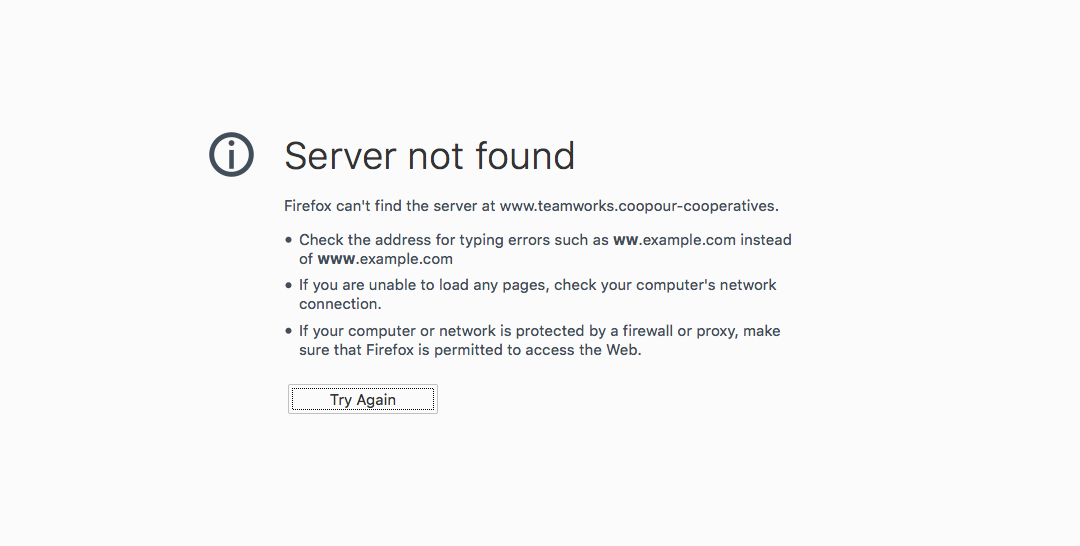 Server not found
Firefox can't find the server at www.teamworks.coopour-cooperatives.
• Check the address for typing errors such as ww.example.com instead
of www.example.com
• If you are unable to load any pages, check your computer's network
connection.
• If your computer or network is protected by a firewall or proxy, make
sure that Firefox is permitted to access the Web.
Try Again